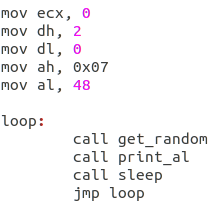 mov ecx, 0
mov dh, 2
mov dl, 0
mov ah, 0x07
mov al, 48

loop:
        call get_random
        call print_al
        call sleep
        jmp loop